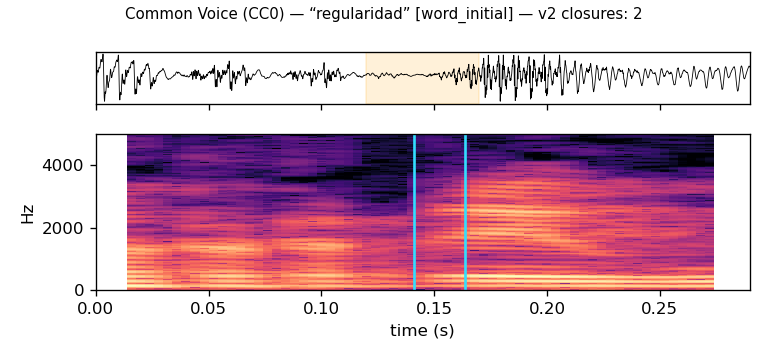 Common Voice (CC0) — “regularidad” [word_initial] — v2 closures: 2
4000
2000
0
Hz
0.00 0.05 0.10 0.15 0.20 0.25
time (s)